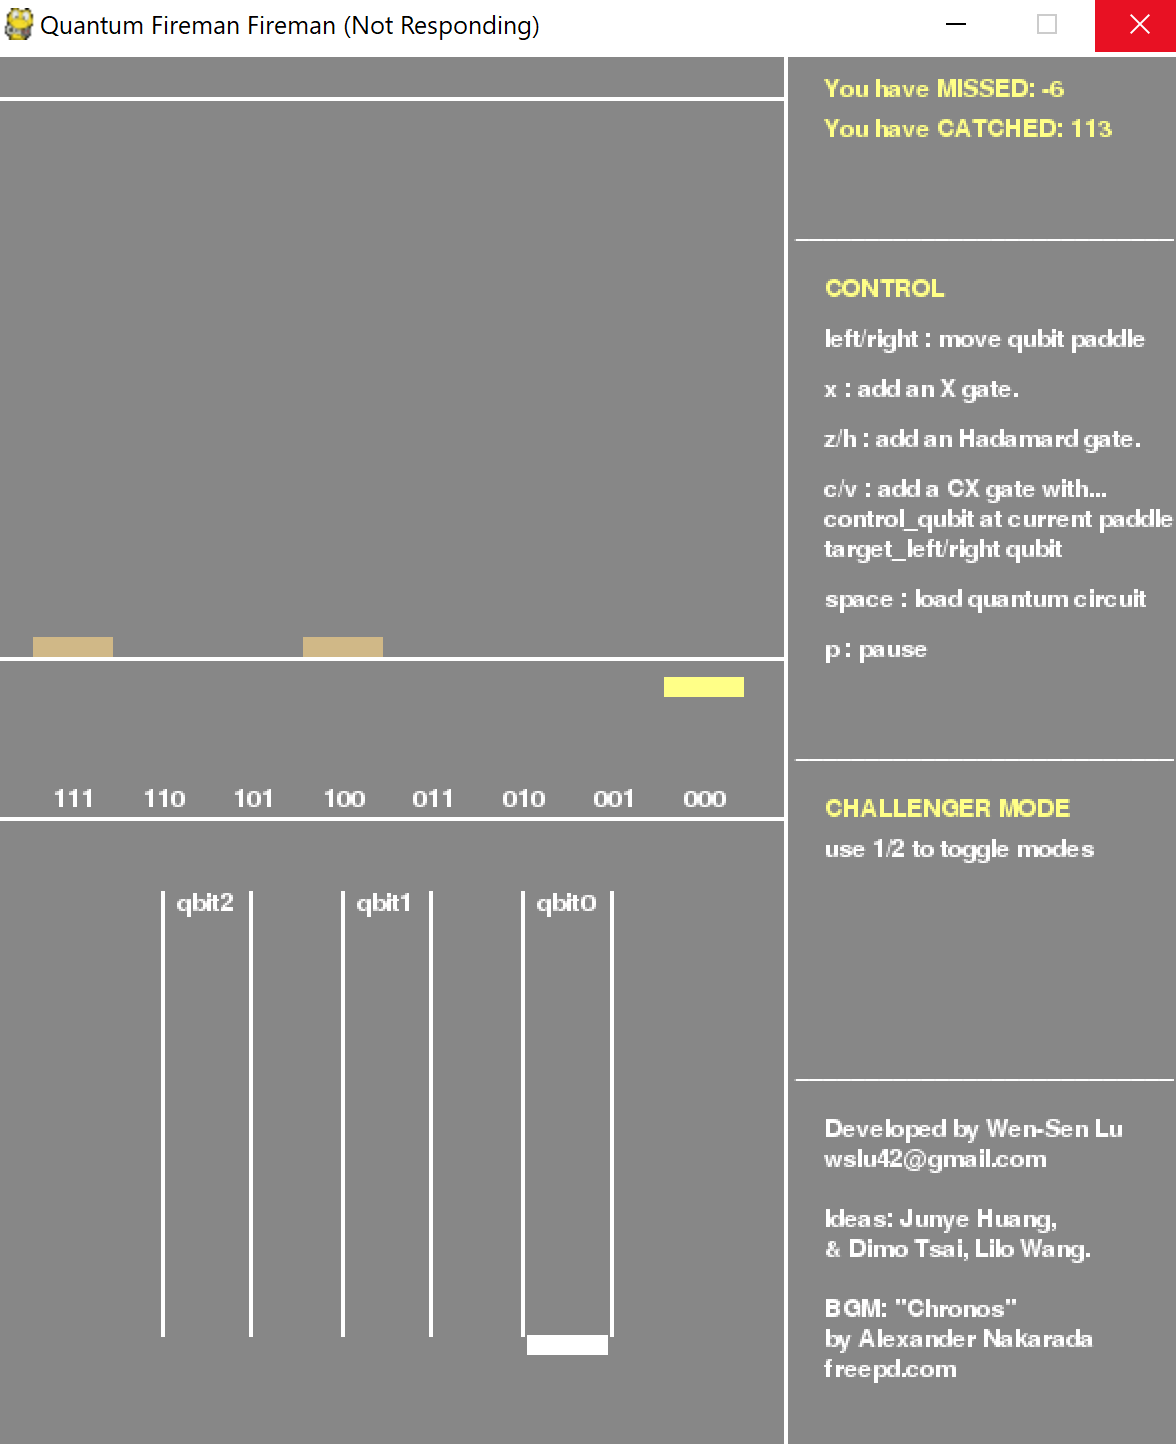 Quantum Fireman Fireman (Not Responding)
You have MISSED: -6
You have CATCHED: 113
CONTROL
left/right : move qubit paddle
x : add an X gate.
z/h : add an Hadamard gate.
c/v : add a CX gate with...
control_qubit at current paddle
target_left/right qubit
space : load quantum circuit
p : pause
111 110 101 100 011 010 001 000
CHALLENGER MODE
use 1/2 to toggle modes
qbit2 qbit1 qbit0
Developed by Wen-Sen Lu
wslu42@gmail.com
Ideas: Junye Huang,
& Dimo Tsai, Lilo Wang.
BGM: "Chronos"
by Alexander Nakarada
freepd.com